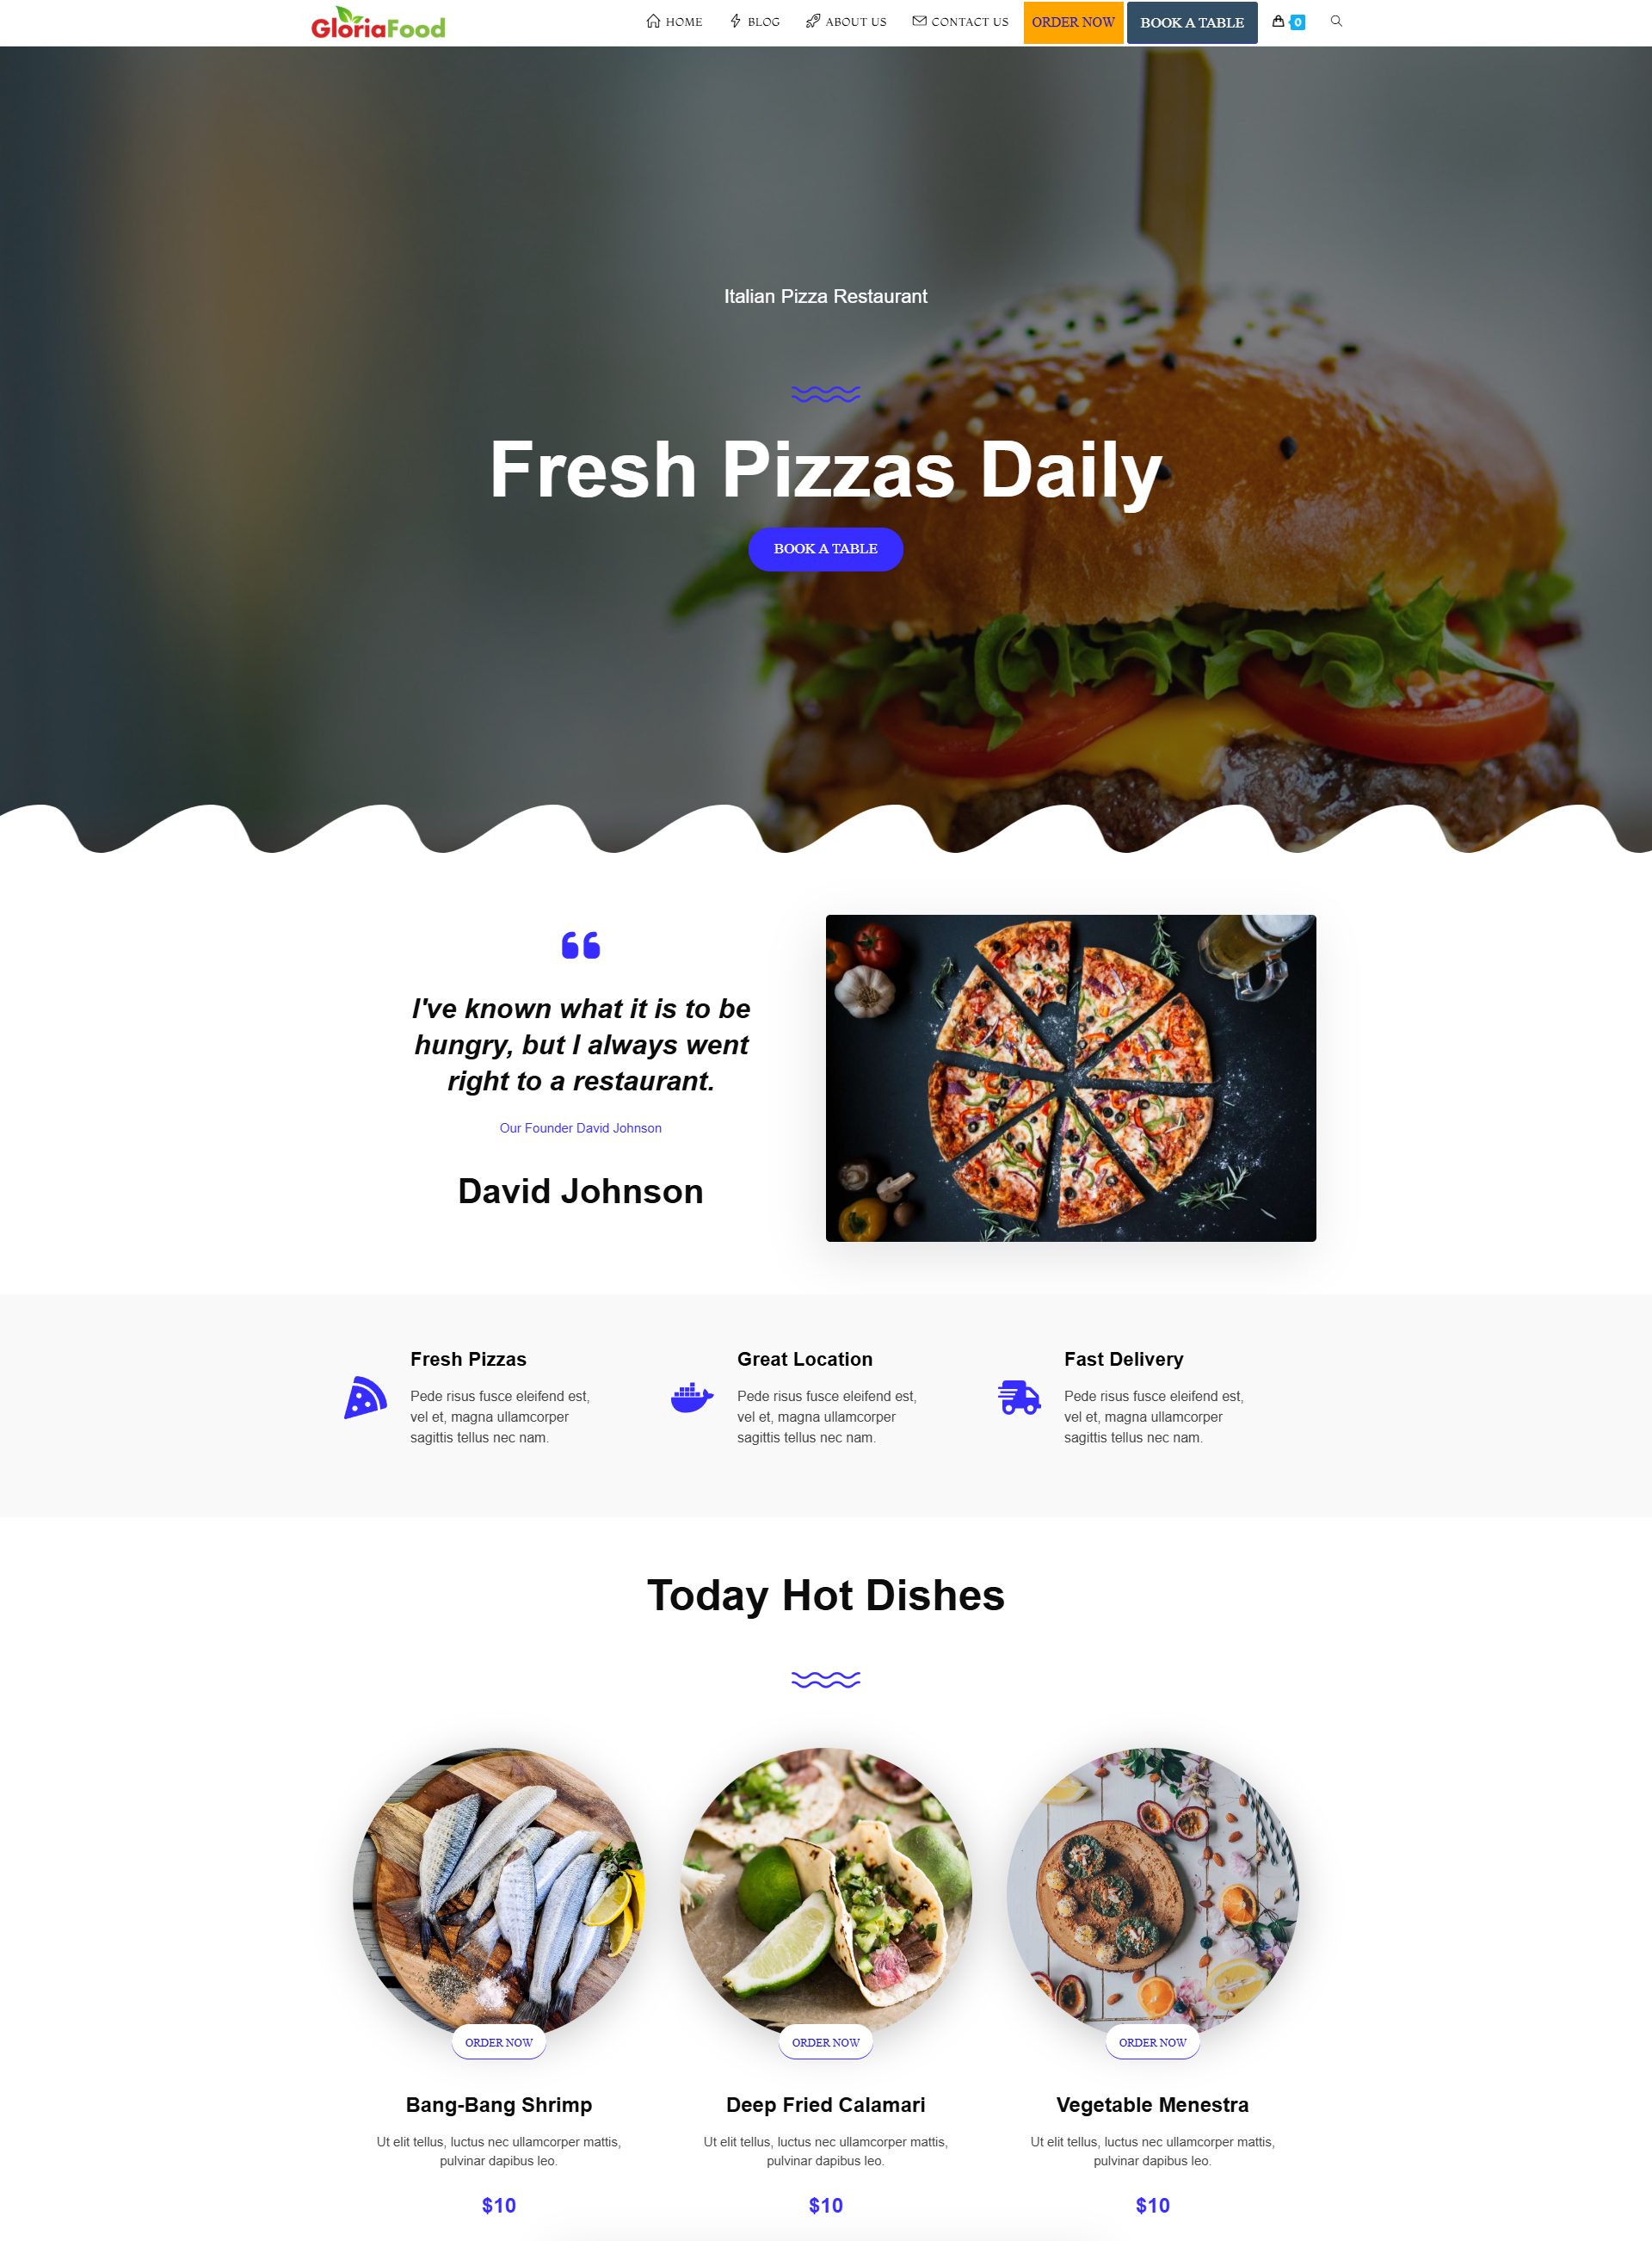 GloriaFood
HOME BLOG ABOUT US CONTACT US ORDER NOW BOOK A TABLE 0
Italian Pizza Restaurant
Fresh Pizzas Daily
BOOK A TABLE
I've known what it is to be
hungry, but I always went
right to a restaurant.
Our Founder David Johnson
David Johnson
Fresh Pizzas
Pede risus fusce eleifend est,
vel et, magna ullamcorper
sagittis tellus nec nam.
Great Location
Pede risus fusce eleifend est,
vel et, magna ullamcorper
sagittis tellus nec nam.
Fast Delivery
Pede risus fusce eleifend est,
vel et, magna ullamcorper
sagittis tellus nec nam.
Today Hot Dishes
ORDER NOW
Bang-Bang Shrimp
Ut elit tellus, luctus nec ullamcorper mattis,
pulvinar dapibus leo.
$10
ORDER NOW
Deep Fried Calamari
Ut elit tellus, luctus nec ullamcorper mattis,
pulvinar dapibus leo.
$10
ORDER NOW
Vegetable Menestra
Ut elit tellus, luctus nec ullamcorper mattis,
pulvinar dapibus leo.
$10